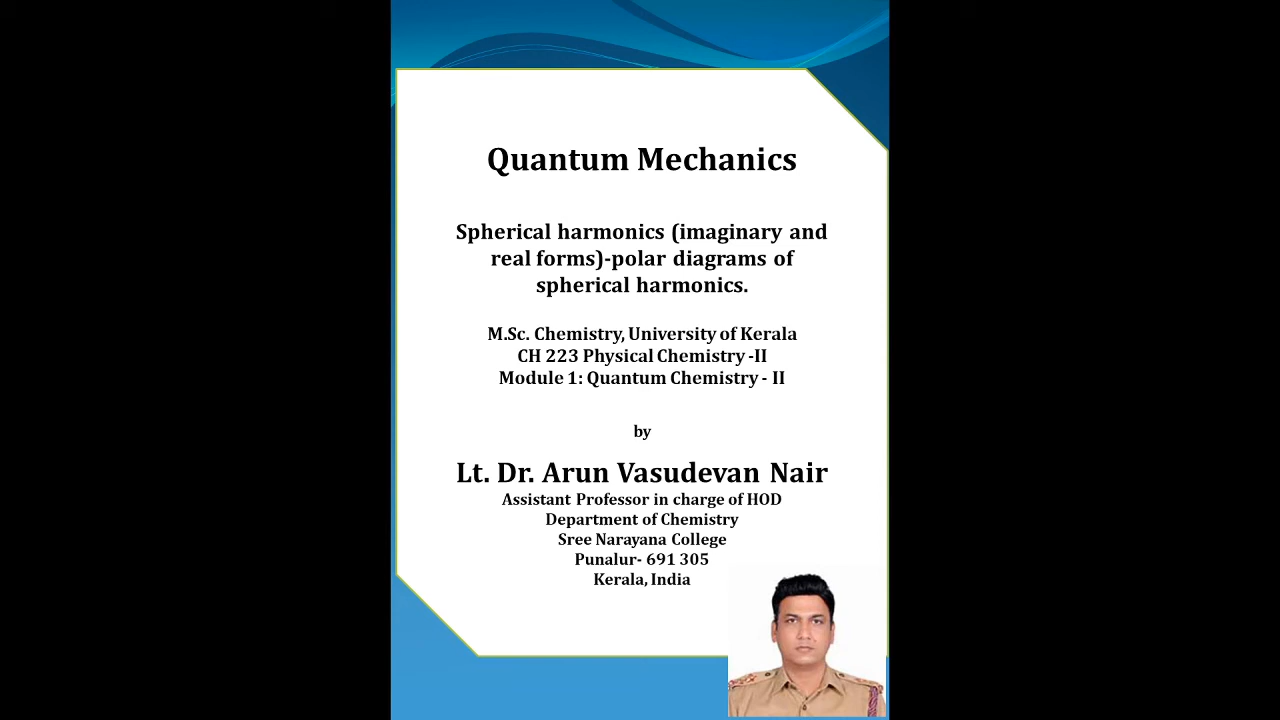 Quantum Mechanics
Spherical harmonics (imaginary and
real forms)-polar diagrams of
spherical harmonics.
M.Sc. Chemistry, University of Kerala
CH 223 Physical Chemistry -II
Module 1: Quantum Chemistry - II
by
Lt. Dr. Arun Vasudevan Nair
Assistant Professor in charge of HOD
Department of Chemistry
Sree Narayana College
Punalur- 691 305
Kerala, India